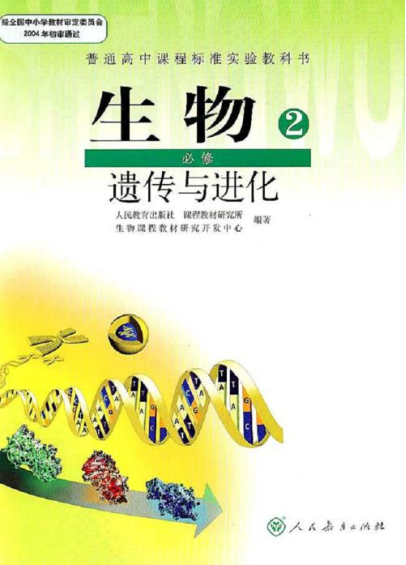 经全国中小学教材审定委员会
2004年初审通过
普通高中课程标准实验教科书
生物 2
必修
遗传与进化
人民教育出版社 课程教材研究所
生物课程教材研究开发中心
编著
人民教育出版社